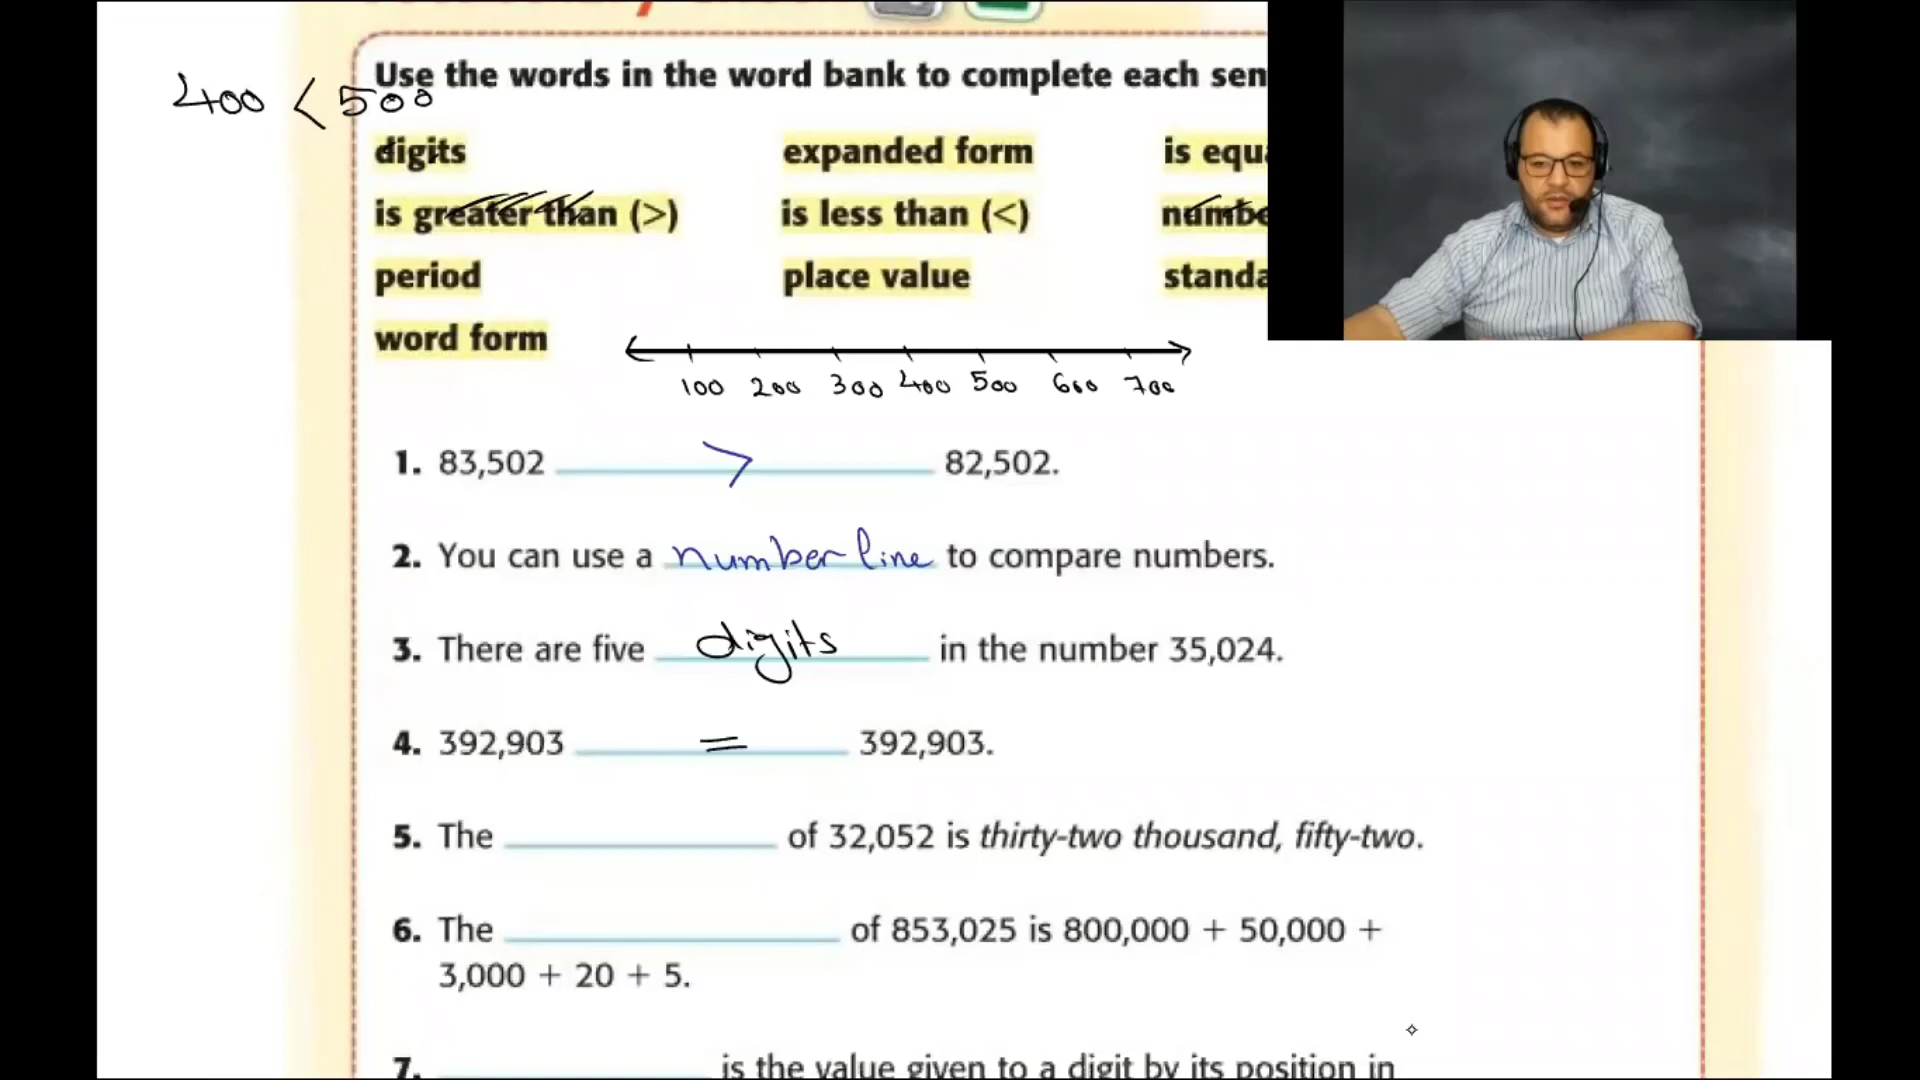 Use the words in the word bank to complete each sen
400 < 500
digits expanded form is equa
is greater than (>) is less than (<) numbe
period place value standa
word form
100 200 300 400 500 600 700
1. 83,502 > 82,502.
2. You can use a number line to compare numbers.
3. There are five digits in the number 35,024.
4. 392,903 = 392,903.
5. The of 32,052 is thirty-two thousand, fifty-two.
6. The of 853,025 is 800,000 + 50,000 +
3,000 + 20 + 5.
7. is the value given to a digit by its position in